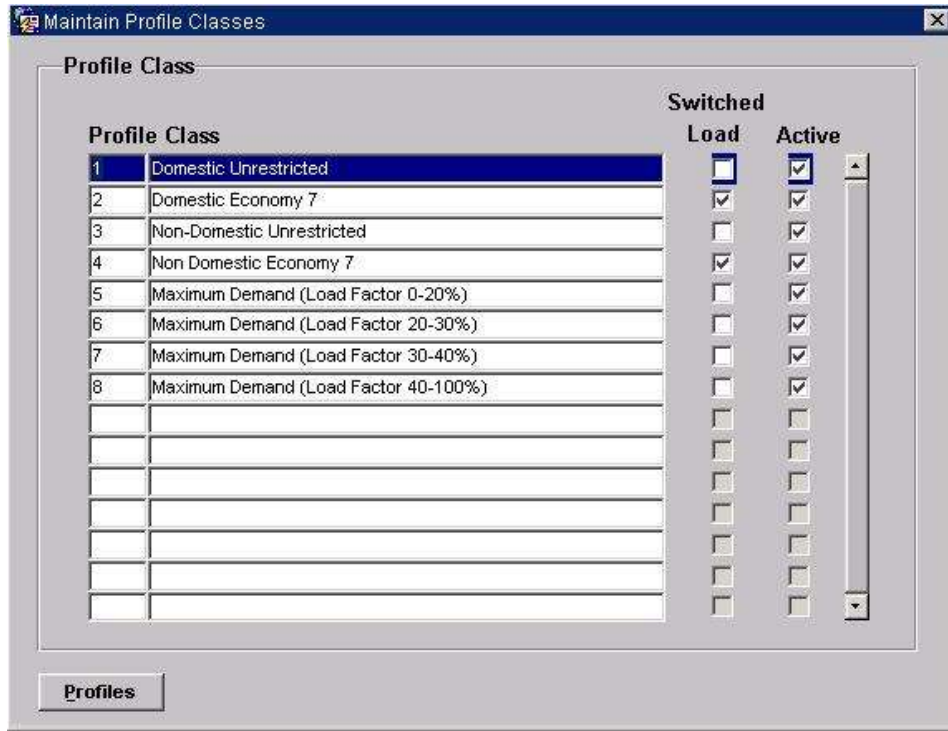 Maintain Profile Classes
Profile Class
Switched
Profile Class Load Active
1 Domestic Unrestricted
2 Domestic Economy 7
3 Non-Domestic Unrestricted
4 Non Domestic Economy 7
5 Maximum Demand (Load Factor 0-20%)
6 Maximum Demand (Load Factor 20-30%)
7 Maximum Demand (Load Factor 30-40%)
8 Maximum Demand (Load Factor 40-100%)
Profiles